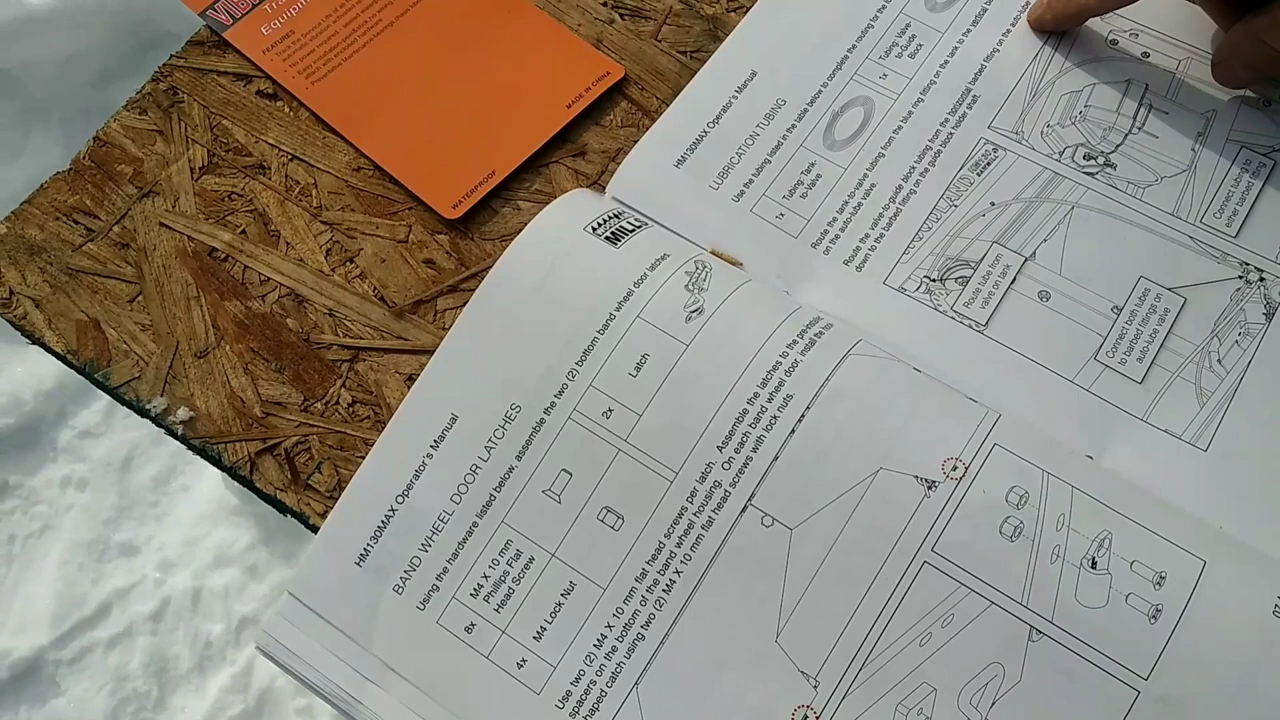 VIB
Equipm
FEATURES
MADE IN CHINA
WATERPROOF
HM130MAX Operator's Manual
LUBRICATION TUBING
Use the tubing listed in the table below to complete the routing for the
1x
Tubing: Tank-
to-Valve
1x
Tubing: Valve-
to-Guide
Block
Route the tank-to-valve tubing from the blue ring fitting on the tank to the vertical
on the auto-lube valve.
Route the valve-to-guide block tubing from the horizontal barbed fitting on the auto-lube
down to the barbed fitting on the guide block holder shaft.
WOODLAND
MILLS
Route tube from
valve on tank
Connect both tubes
to barbed fittings on
auto-lube valve
Connect tubing to
either barbed fitting
MILLS
HM130MAX Operator's Manual
BAND WHEEL DOOR LATCHES
Using the hardware listed below, assemble the two (2) bottom band wheel door latches.
8x
M4 X 10 mm
Phillips Flat
Head Screw
2x
Latch
4x
M4 Lock Nut
Use two (2) M4 X 10 mm flat head screws per latch. Assemble the latches to the
spacers on the bottom of the band wheel housing. On each band wheel door, install the
haped catch using two (2) M4 X 10 mm flat head screws with lock nuts.